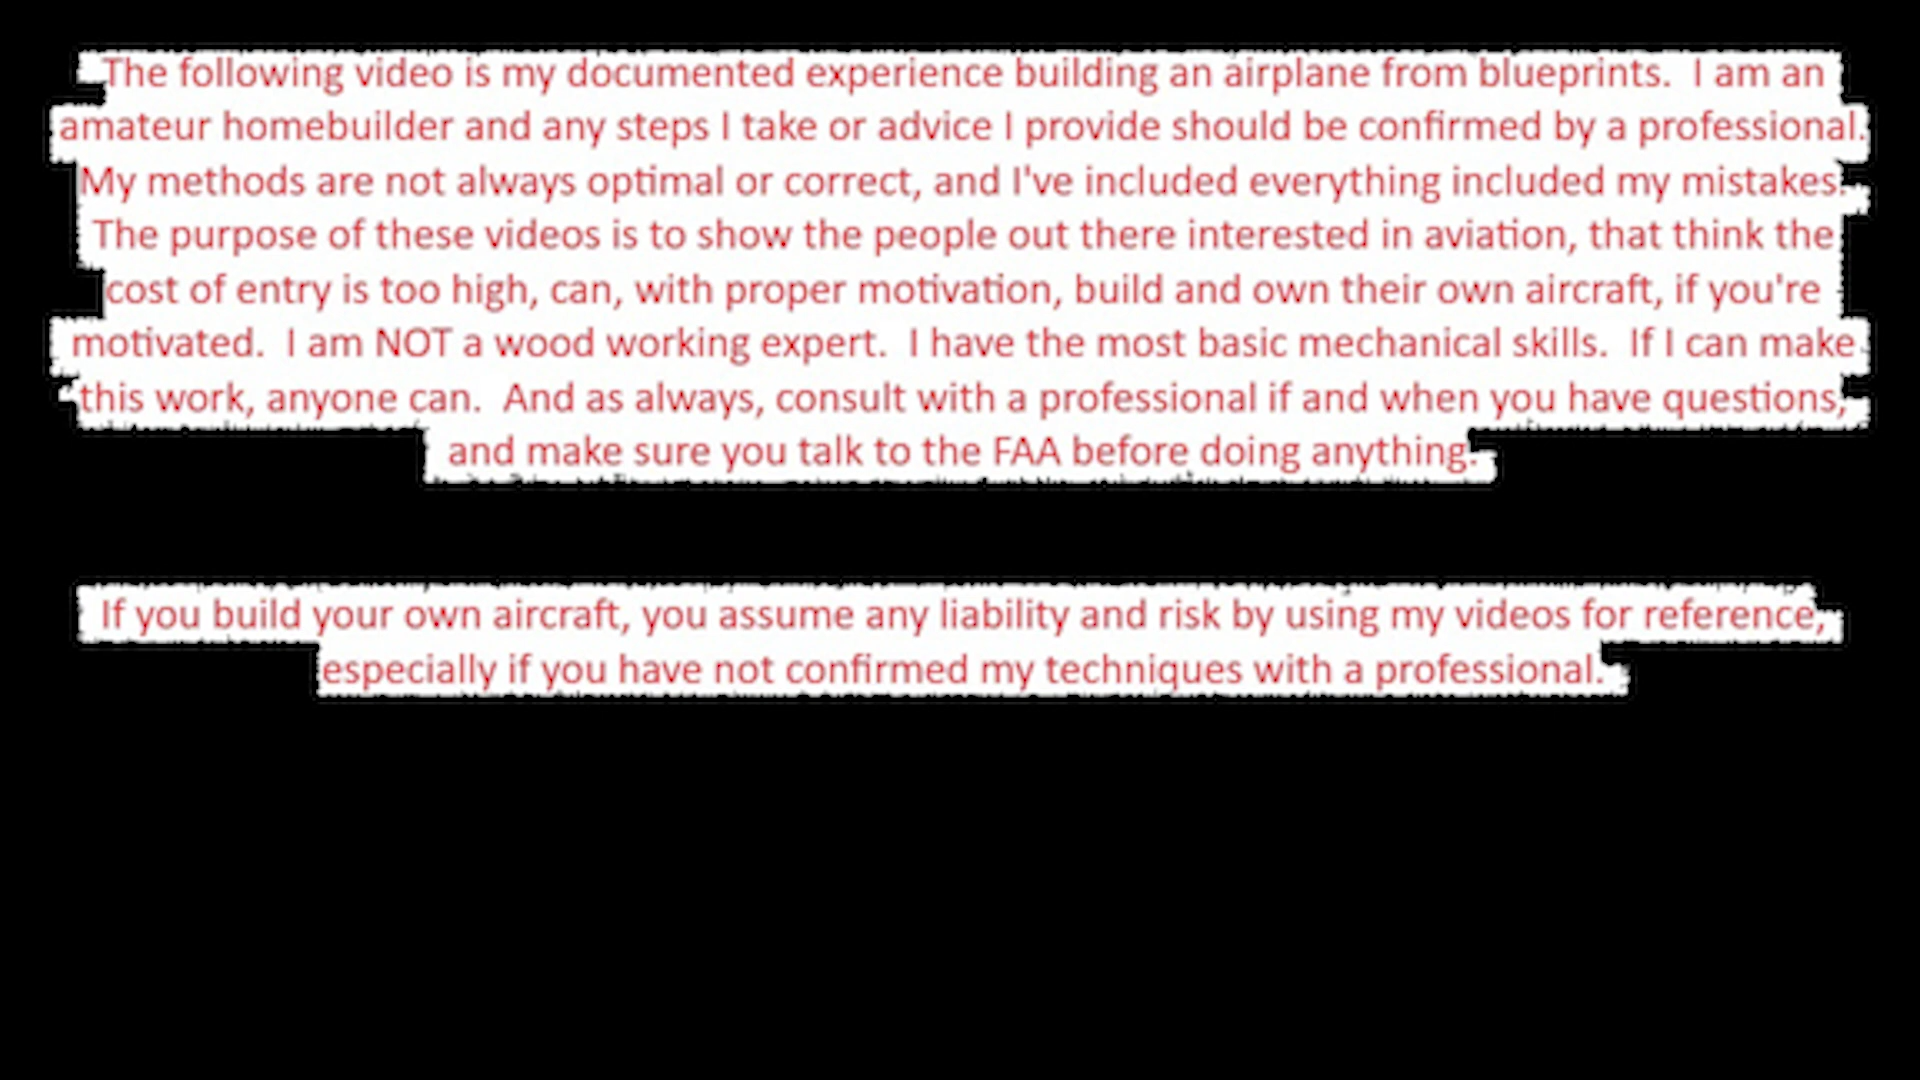 The following video is my documented experience building an airplane from blueprints.  I am an
amateur homebuilder and any steps I take or advice I provide should be confirmed by a professional.
My methods are not always optimal or correct, and I've included everything included my mistakes.
The purpose of these videos is to show the people out there interested in aviation, that think the
cost of entry is too high, can, with proper motivation, build and own their own aircraft, if you're
motivated.  I am NOT a wood working expert.  I have the most basic mechanical skills.  If I can make
this work, anyone can.  And as always, consult with a professional if and when you have questions,
and make sure you talk to the FAA before doing anything.
If you build your own aircraft, you assume any liability and risk by using my videos for reference,
especially if you have not confirmed my techniques with a professional.